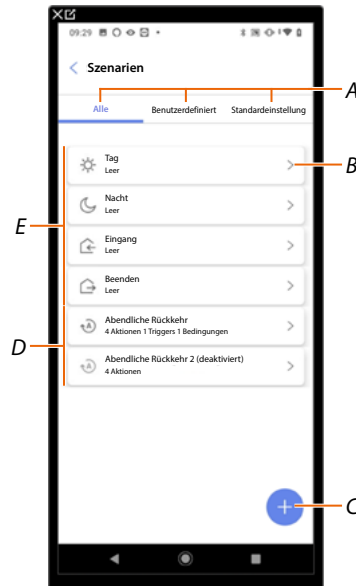 09:29
Szenarien
A
Alle Benutzerdefiniert Standardeinstellung
Tag
Leer
B
Nacht
Leer
E
Eingang
Leer
Beenden
Leer
Abendliche Rückkehr
4 Aktionen 1 Triggers 1 Bedingungen
D
Abendliche Rückkehr 2 (deaktiviert)
4 Aktionen
C